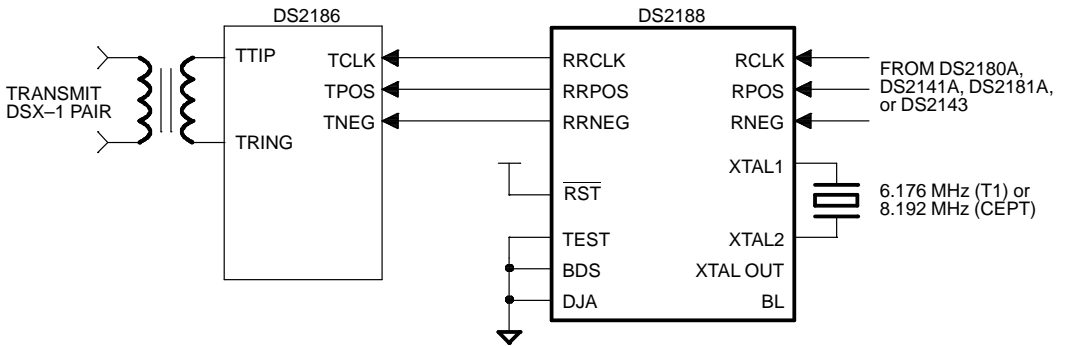 DS2186
DS2188
TTIP
TCLK
RRCLK
RCLK
FROM DS2180A,
DS2141A, DS2181A,
or DS2143
TPOS
RRPOS
RPOS
TRANSMIT
DSX–1 PAIR
TRING
TNEG
RRNEG
RNEG
XTAL1
RST
6.176 MHz (T1) or
8.192 MHz (CEPT)
TEST
XTAL2
BDS
XTAL OUT
DJA
BL